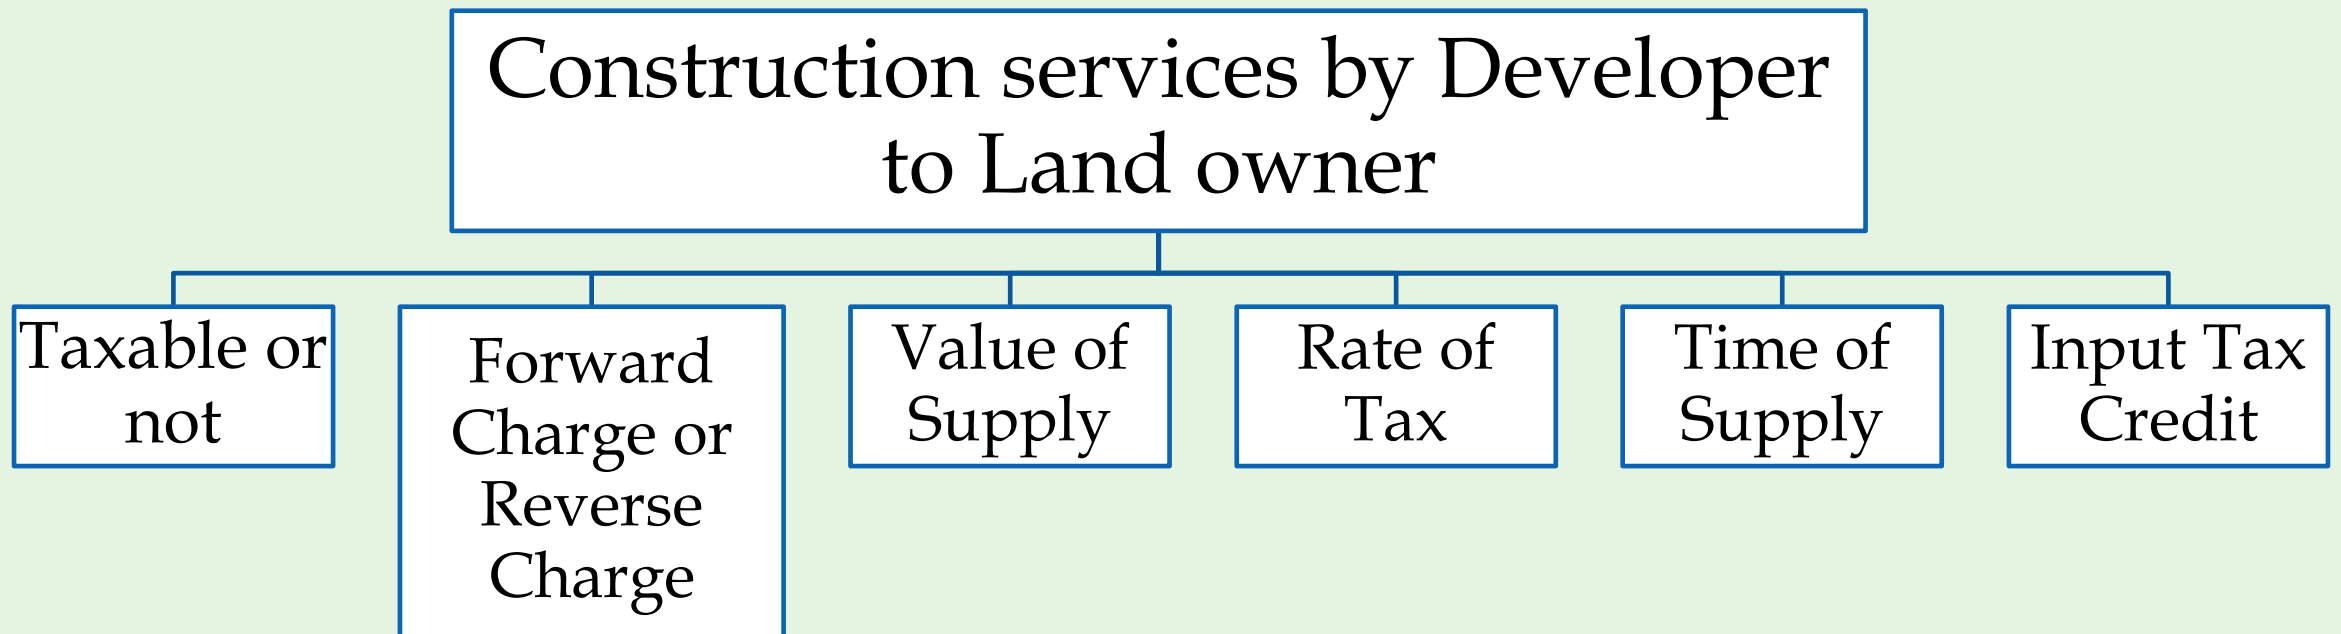 Construction services by Developer
to Land owner
Taxable or
not
Forward
Charge or
Reverse
Charge
Value of
Supply
Rate of
Tax
Time of
Supply
Input Tax
Credit